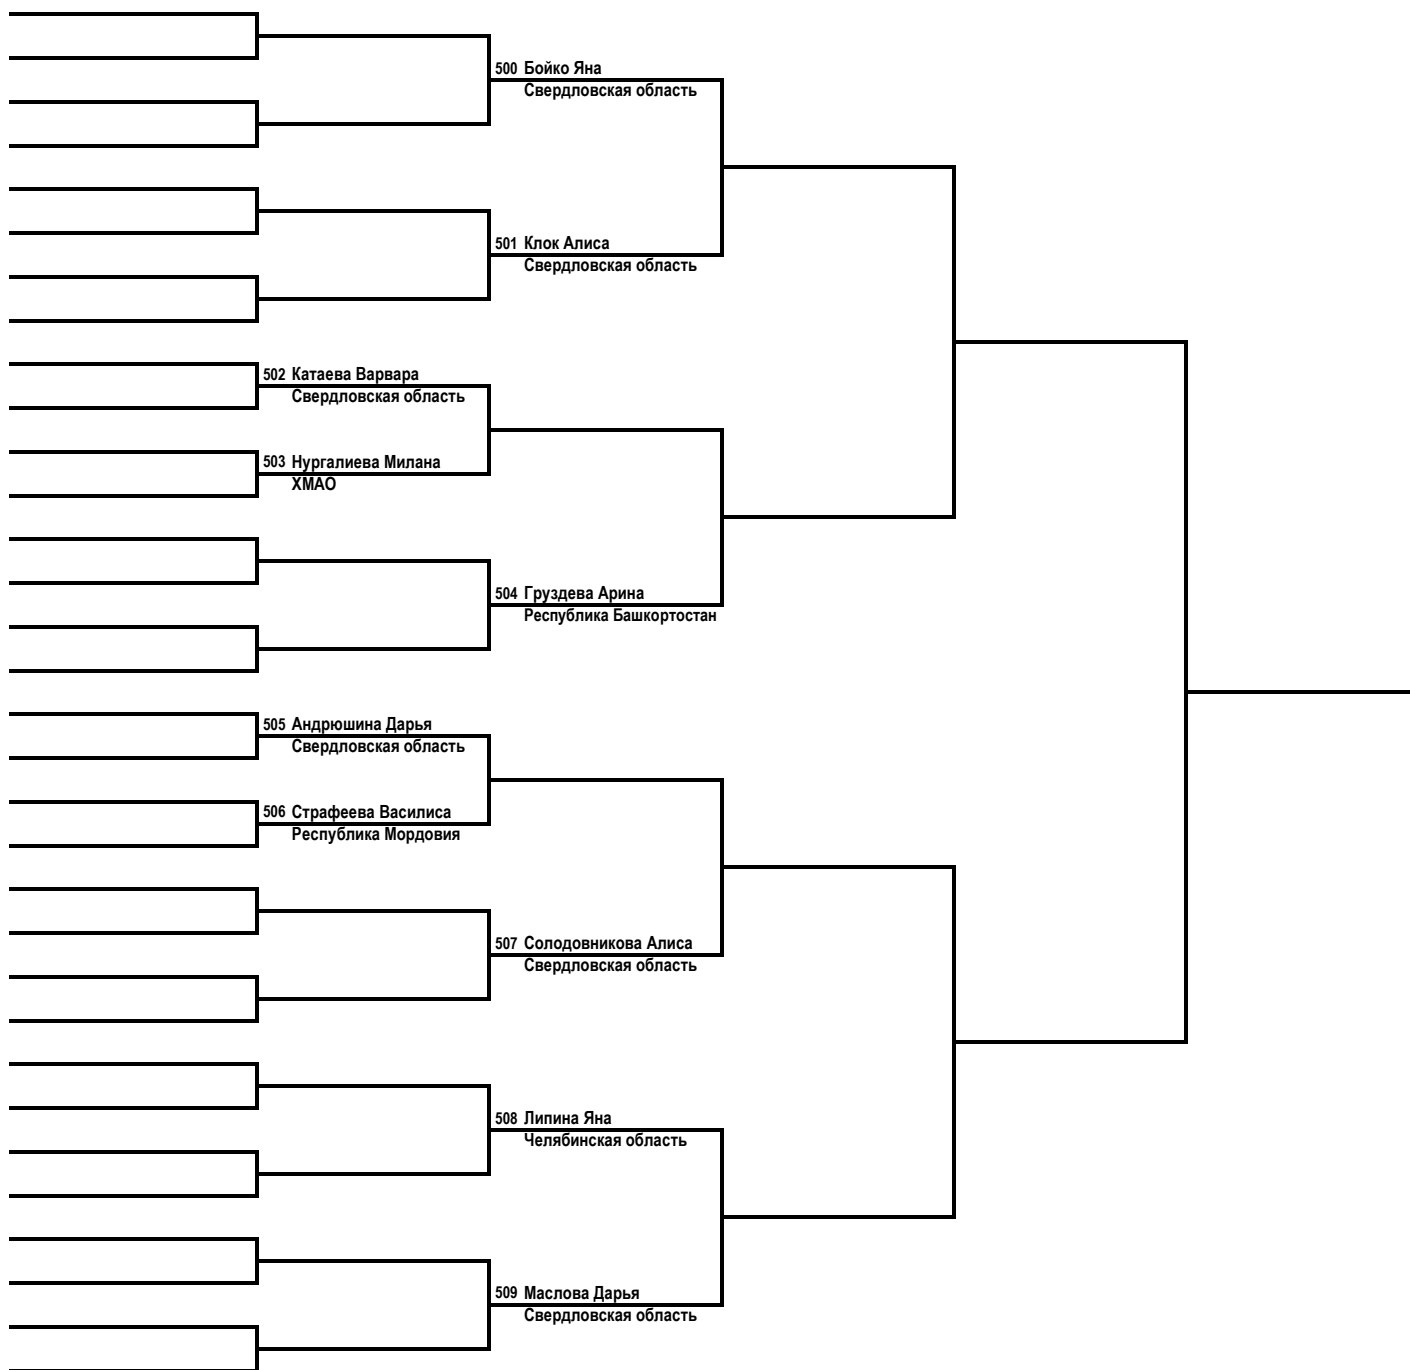 500 Бойко Яна
Свердловская область
501 Клок Алиса
Свердловская область
502 Катаева Варвара
Свердловская область
503 Нургалиева Милана
ХМАО
504 Груздева Арина
Республика Башкортостан
505 Андрюшина Дарья
Свердловская область
506 Страфеева Василиса
Республика Мордовия
507 Солодовникова Алиса
Свердловская область
508 Липина Яна
Челябинская область
509 Маслова Дарья
Свердловская область